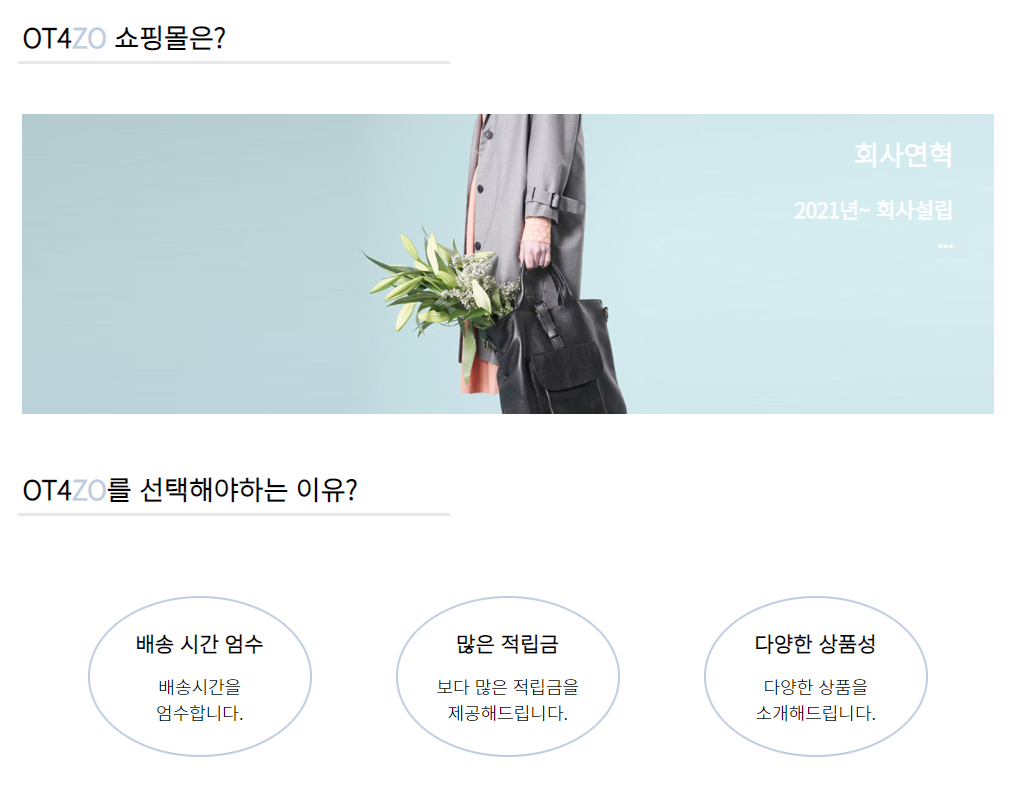 OT4ZO 쇼핑몰은?
회사연혁
2021년~ 회사설립
...
OT4ZO를 선택해야하는 이유?
배송 시간 엄수
배송시간을
엄수합니다.
많은 적립금
보다 많은 적립금을
제공해드립니다.
다양한 상품성
다양한 상품을
소개해드립니다.